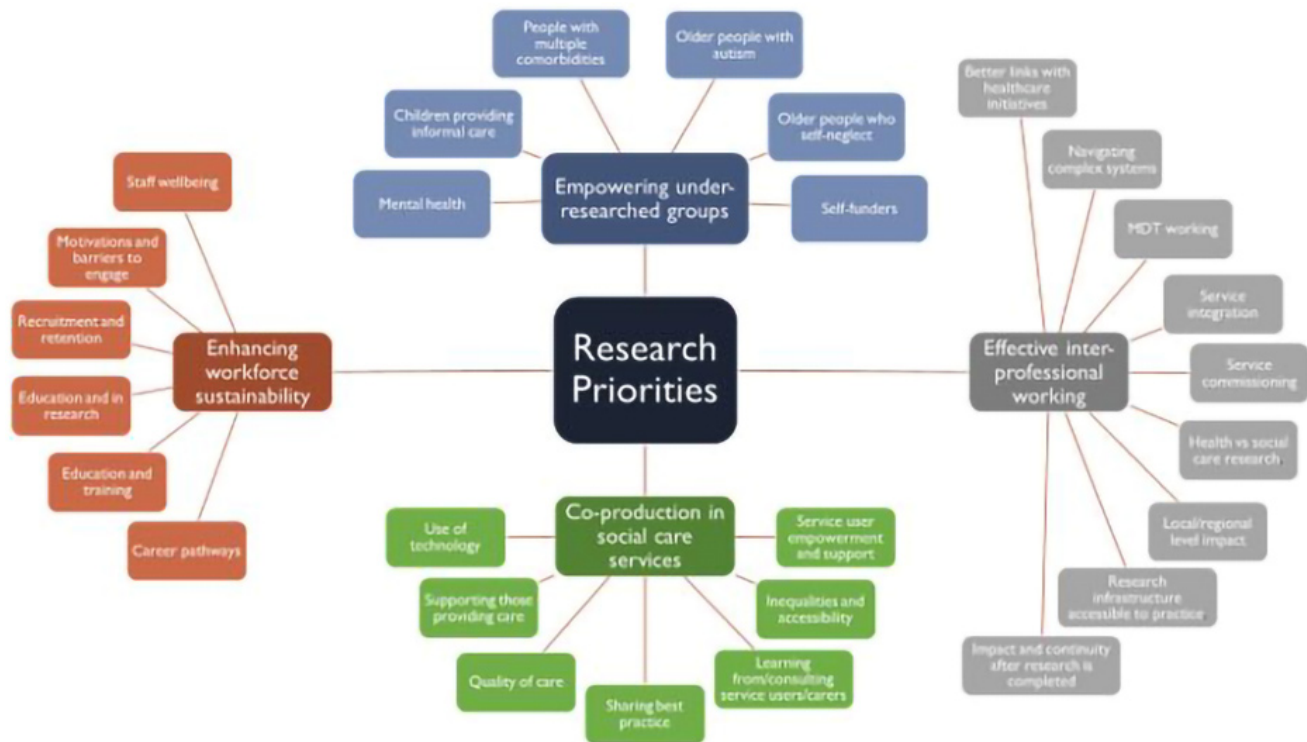 People with
multiple
comorbidities
Older people with
autism
Children providing
informal care
Older people who
self-neglect
Mental health
Empowering under-
researched groups
Self-funders
Better links with
healthcare
initiatives
Navigating
complex systems
MDT working
Service
integration
Service
commissioning
Effective inter-
professional
working
Health vs social
care research.
Local/regional
level impact
Research
infrastructure
accessible to practice.
Impact and continuity
after research is
completed
Research
Priorities
Staff wellbeing
Motivations and
barriers to
engage
Recruitment and
retention
Enhancing
workforce
sustainability
Education and in
research
Education and
training
Career pathways
Co-production in
social care
services
Use of
technology
Service user
empowerment
and support
Supporting those
providing care
Inequalities and
accessibility
Quality of care
Learning
from/consulting
service users/carers
Sharing best
practice